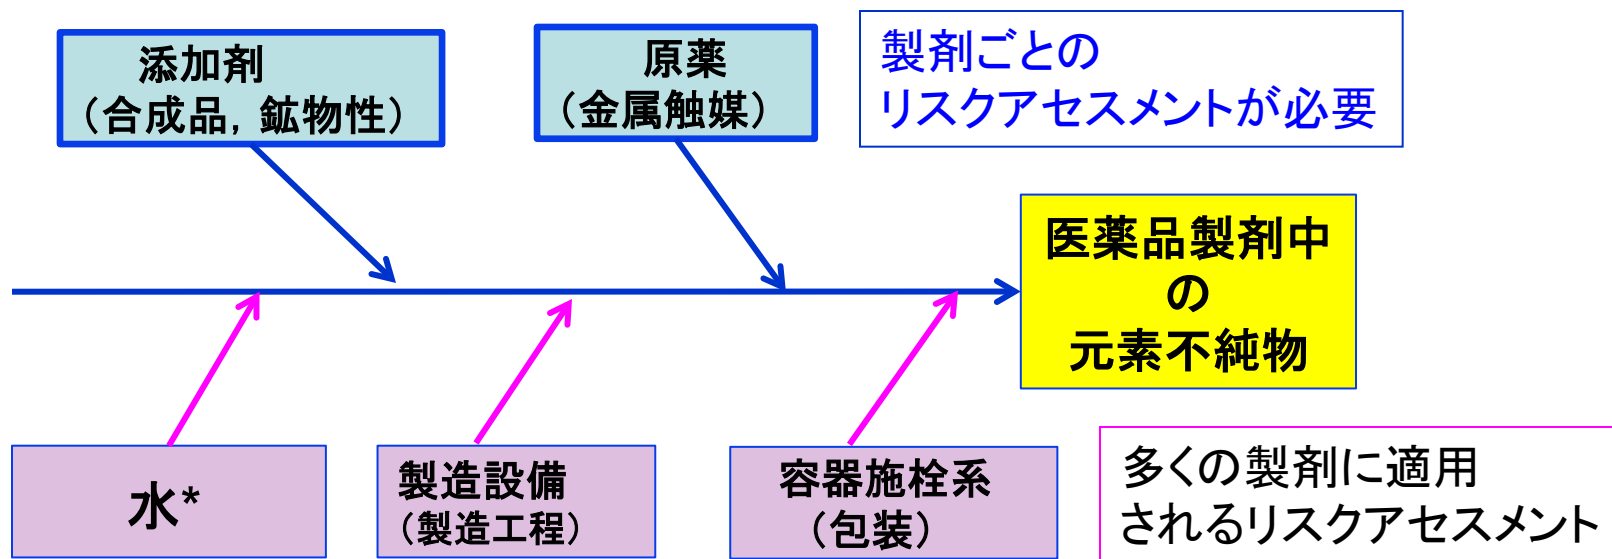 添加剤
（合成品，鉱物性）
原薬
（金属触媒）
製剤ごとの
リスクアセスメントが必要
医薬品製剤中
の
元素不純物
水*
製造設備
（製造工程）
容器施栓系
（包装）
多くの製剤に適用
されるリスクアセスメント